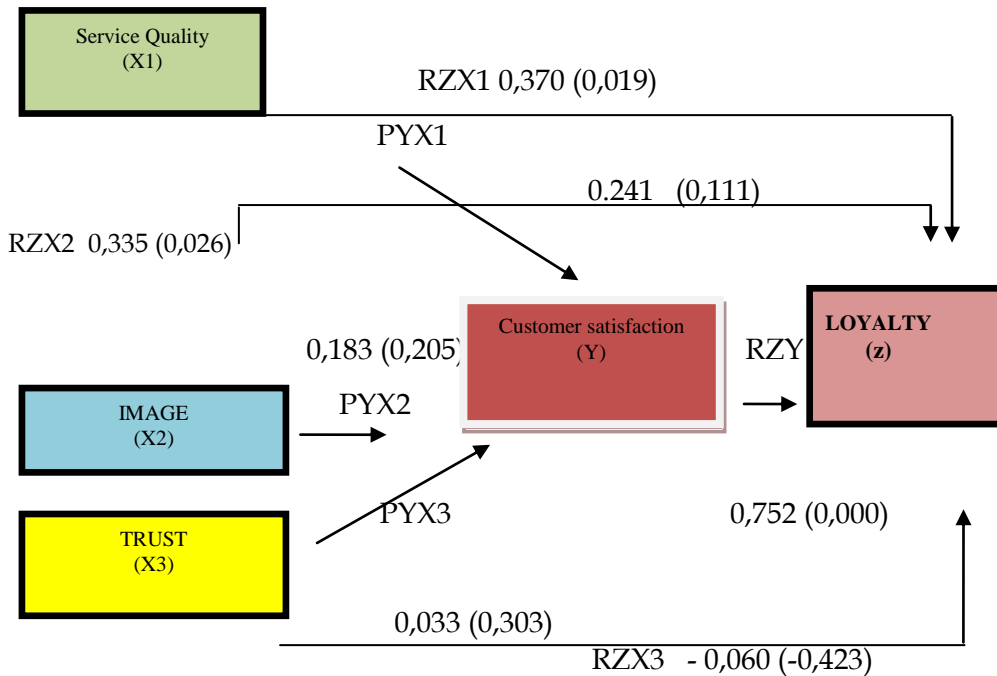 Service Quality
(X1)
RZX1 0,370 (0,019)
PYX1
0.241 (0,111)
RZX2 0,335 (0,026)
Customer satisfaction
(Y)
LOYALTY
(z)
0,183 (0,205)
RZY
PYX2
IMAGE
(X2)
PYX3
0,752 (0,000)
TRUST
(X3)
0,033 (0,303)
RZX3 - 0,060 (-0,423)